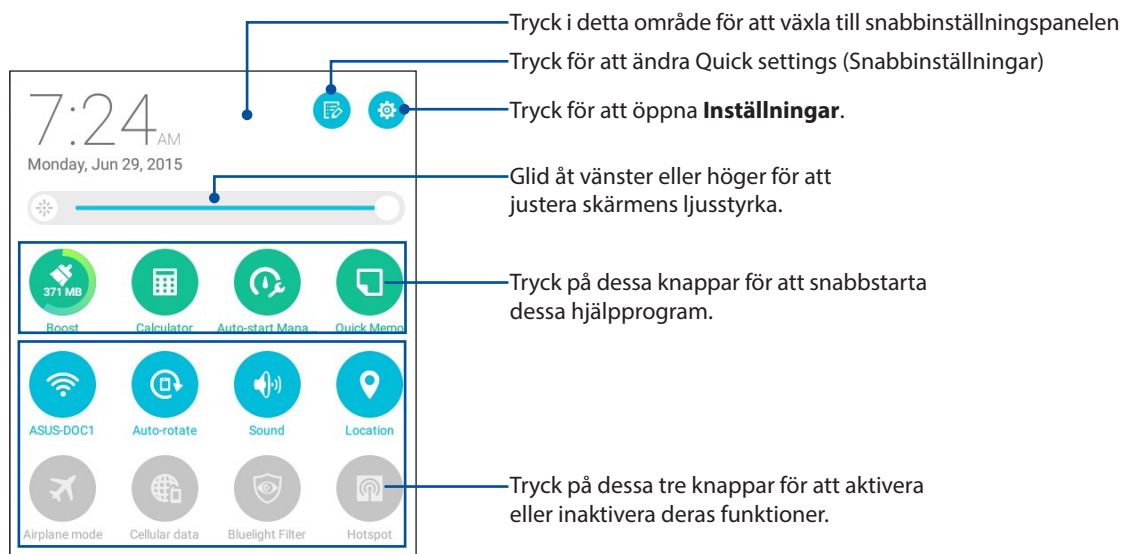 Tryck i detta område för att växla till snabbinställningspanelen
Tryck för att ändra Quick settings (Snabbinställningar)
Tryck för att öppna Inställningar.
7:24 AM
Monday, Jun 29, 2015
Glid åt vänster eller höger för att
justera skärmens ljusstyrka.
371 MB
Boost
Calculator
Auto-start Mana...
Quick Memo
Tryck på dessa knappar för att snabbstarta
dessa hjälpprogram.
ASUS-DOC1
Auto-rotate
Sound
Location
Airplane mode
Cellular data
Bluelight Filter
Hotspot
Tryck på dessa tre knappar för att aktivera
eller inaktivera deras funktioner.